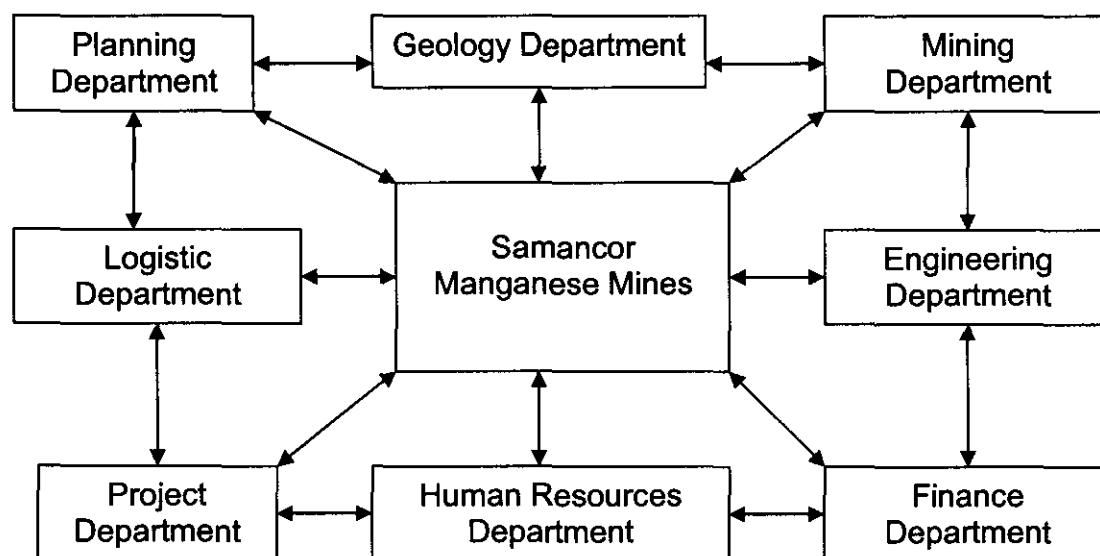 Planning
Department
Geology Department
Mining
Department
Logistic
Department
Samancor
Manganese Mines
Engineering
Department
Project
Department
Human Resources
Department
Finance
Department